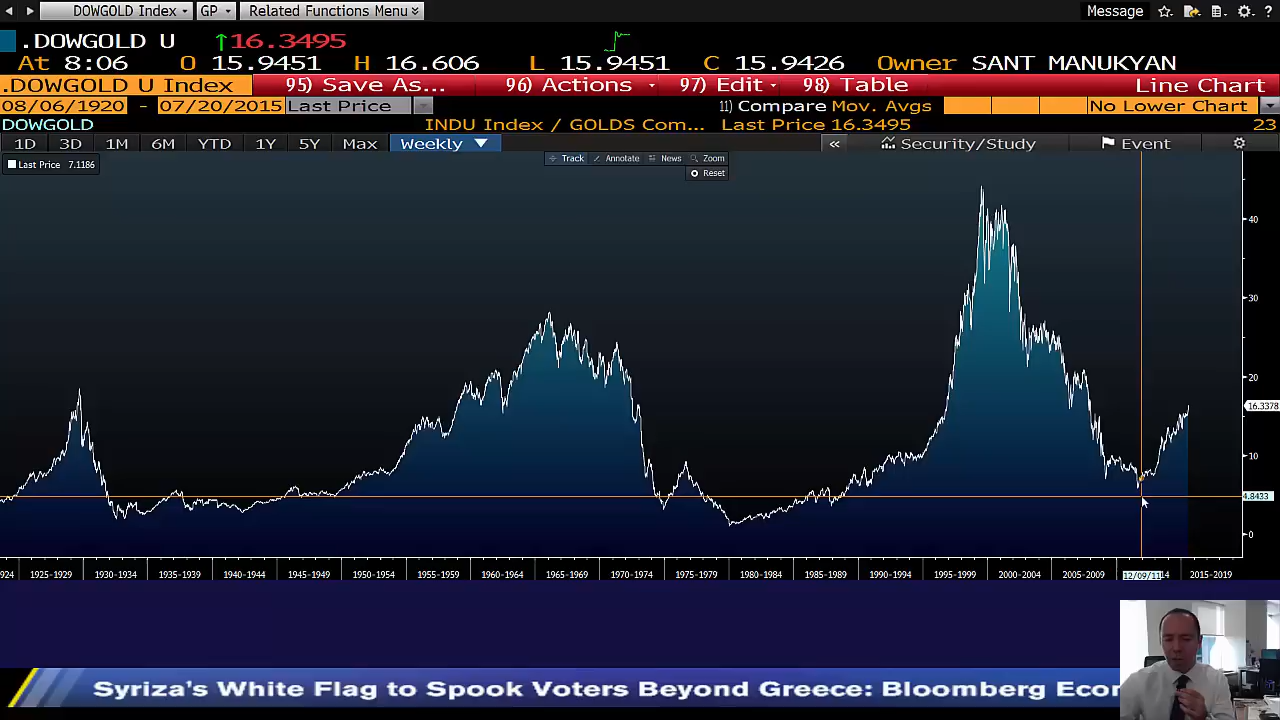 DOWGOLD Index GP Related Functions Menu Message
.DOWGOLD U ↑16.3495
At 8:06 O 15.9451 H 16.606 L 15.9451 C 15.9426 Owner SANT MANUKYAN
.DOWGOLD U Index 95) Save As... 96) Actions 97) Edit 98) Table Line Chart
08/06/1920 - 07/20/2015 Last Price 11) Compare Mov. Avgs No Lower Chart
DOWGOLD INDU Index / GOLDS Com... Last Price 16.3495 23
1D 3D 1M 6M YTD 1Y 5Y Max Weekly ▼ « Security/Study Event
Last Price 7.1186 Track Annotate News Zoom
Reset
40
30
20
16.3378
10
4.8433
0
924 1925-1929 1930-1934 1935-1939 1940-1944 1945-1949 1950-1954 1955-1959 1960-1964 1965-1969 1970-1974 1975-1979 1980-1984 1985-1989 1990-1994 1995-1999 2000-2004 2005-2009 12/09/11 14 2015-2019
Syriza's White Flag to Spook Voters Beyond Greece: Bloomberg Econ